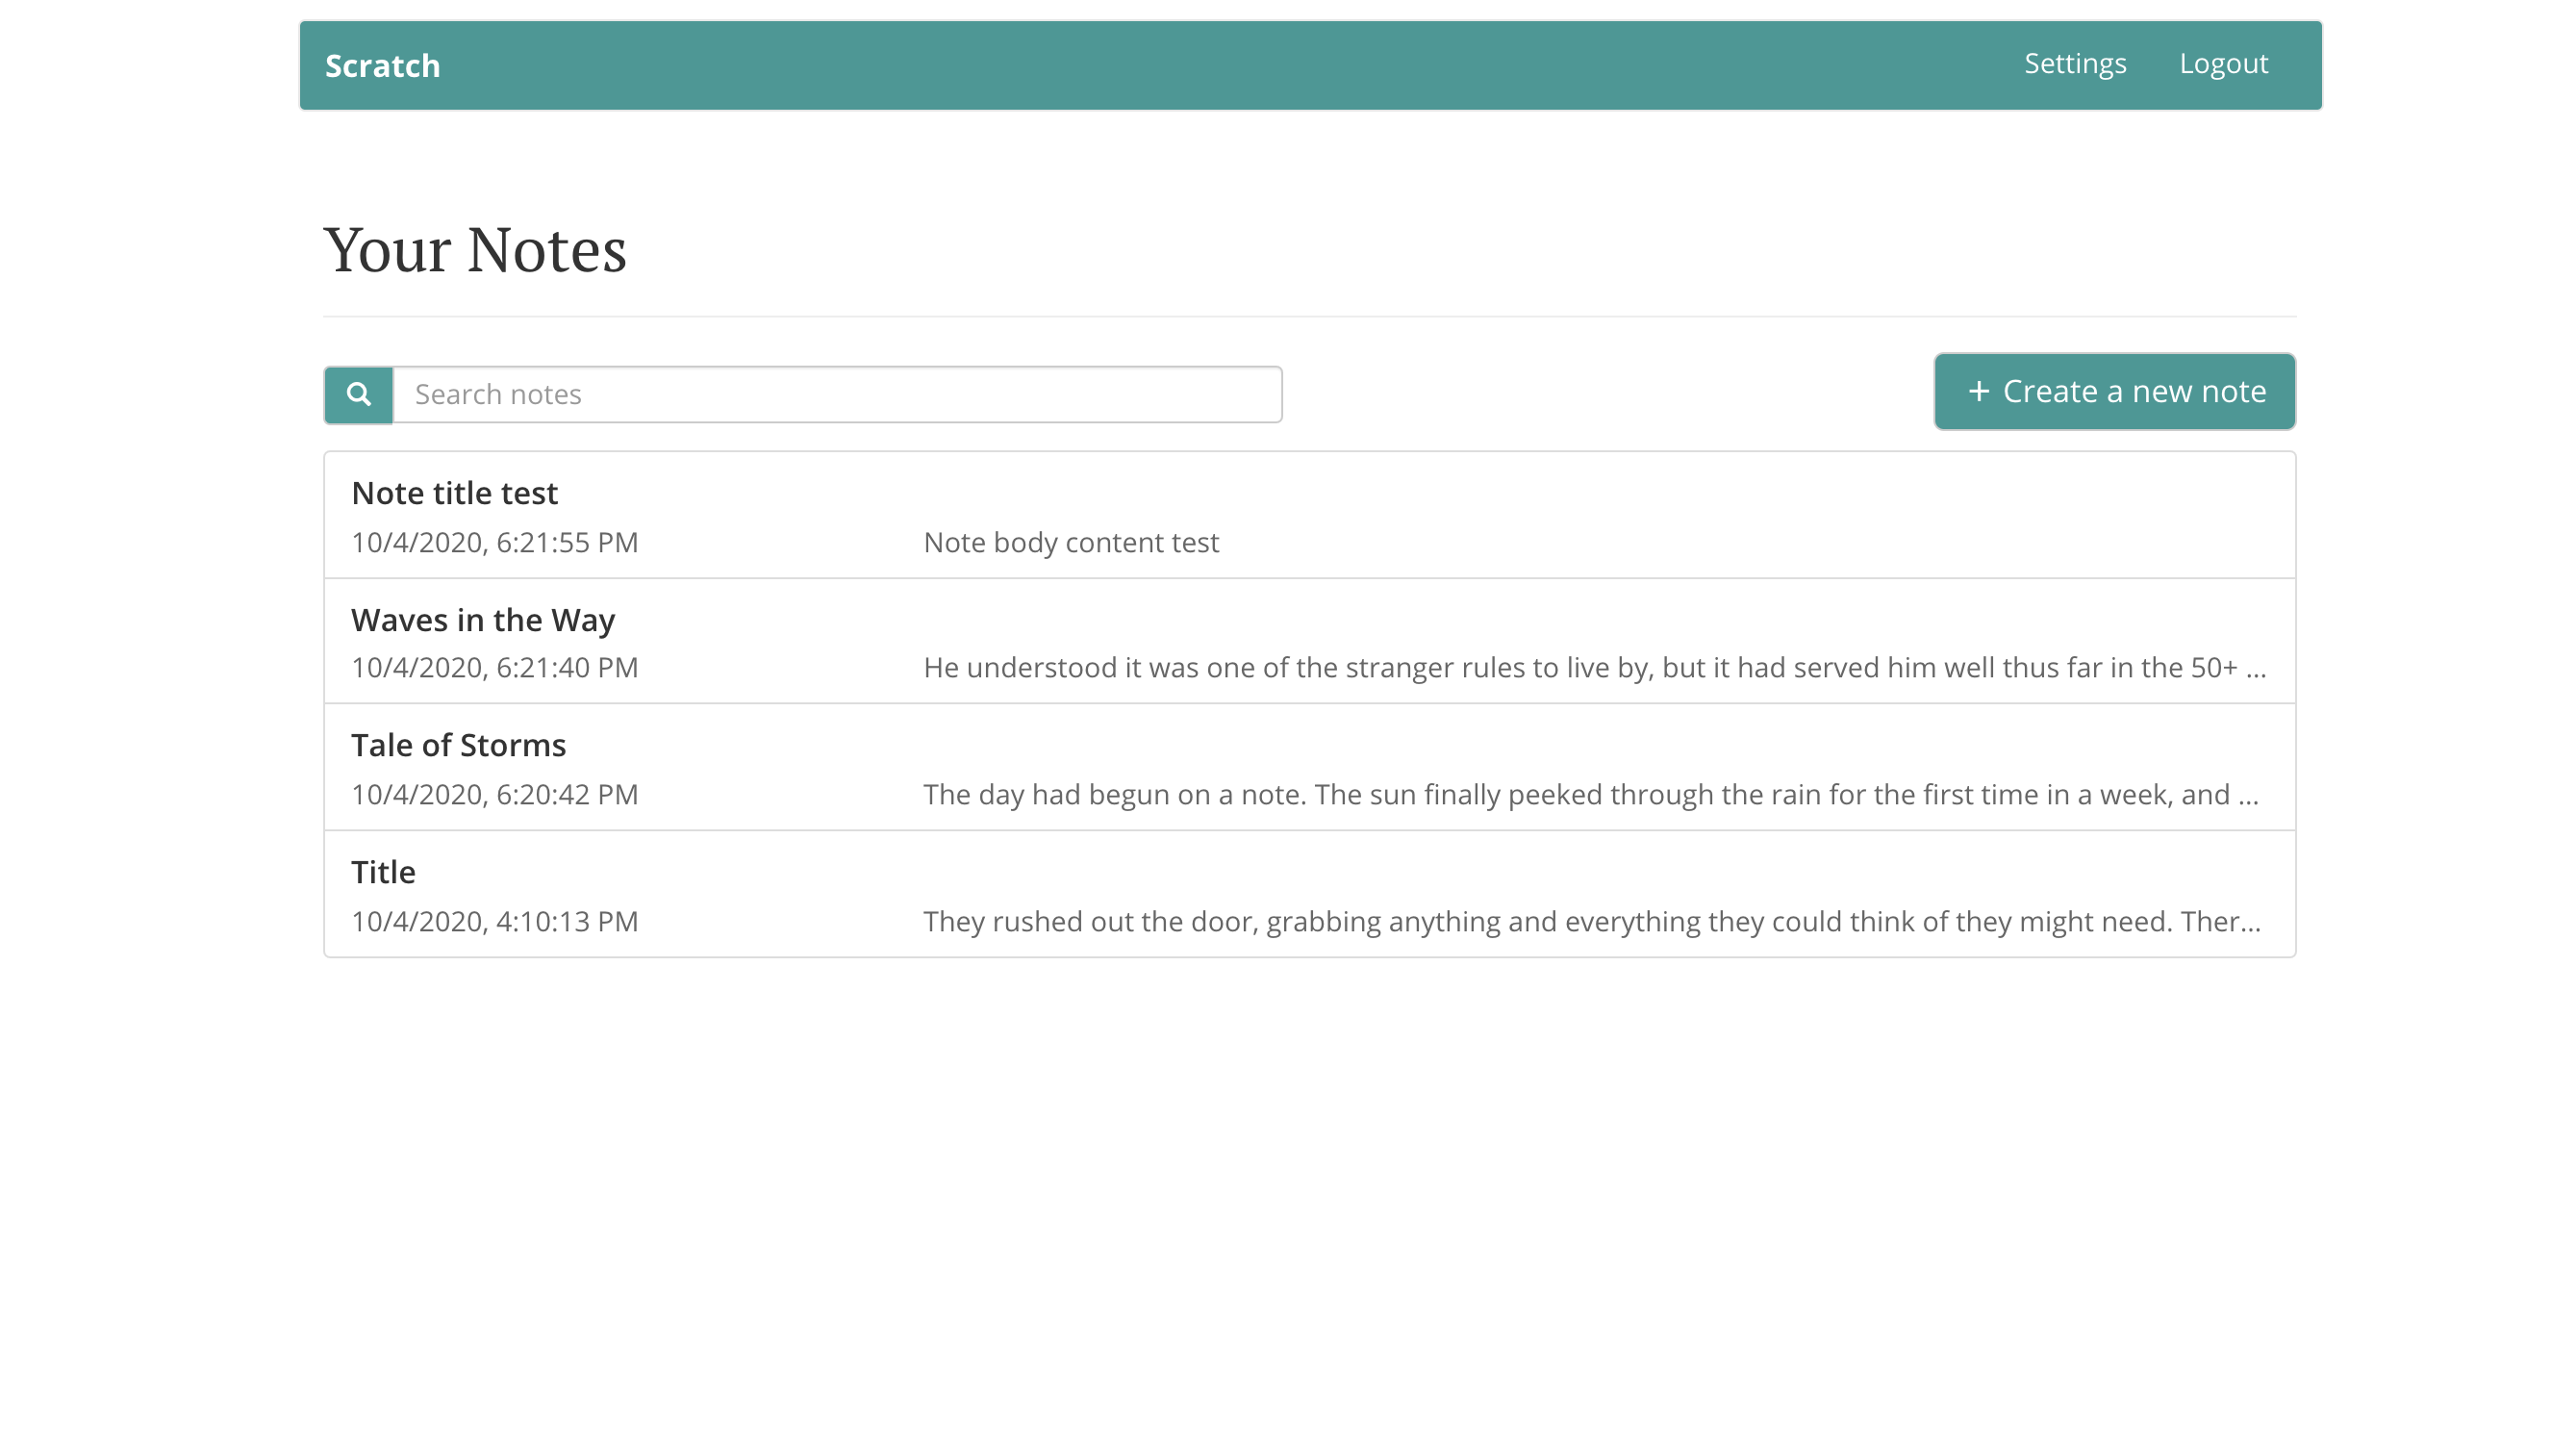 Scratch
Settings
Logout
Your Notes
Search notes
+ Create a new note
Note title test
10/4/2020, 6:21:55 PM
Note body content test
Waves in the Way
10/4/2020, 6:21:40 PM
He understood it was one of the stranger rules to live by, but it had served him well thus far in the 50+ ...
Tale of Storms
10/4/2020, 6:20:42 PM
The day had begun on a note. The sun finally peeked through the rain for the first time in a week, and ...
Title
10/4/2020, 4:10:13 PM
They rushed out the door, grabbing anything and everything they could think of they might need. Ther...